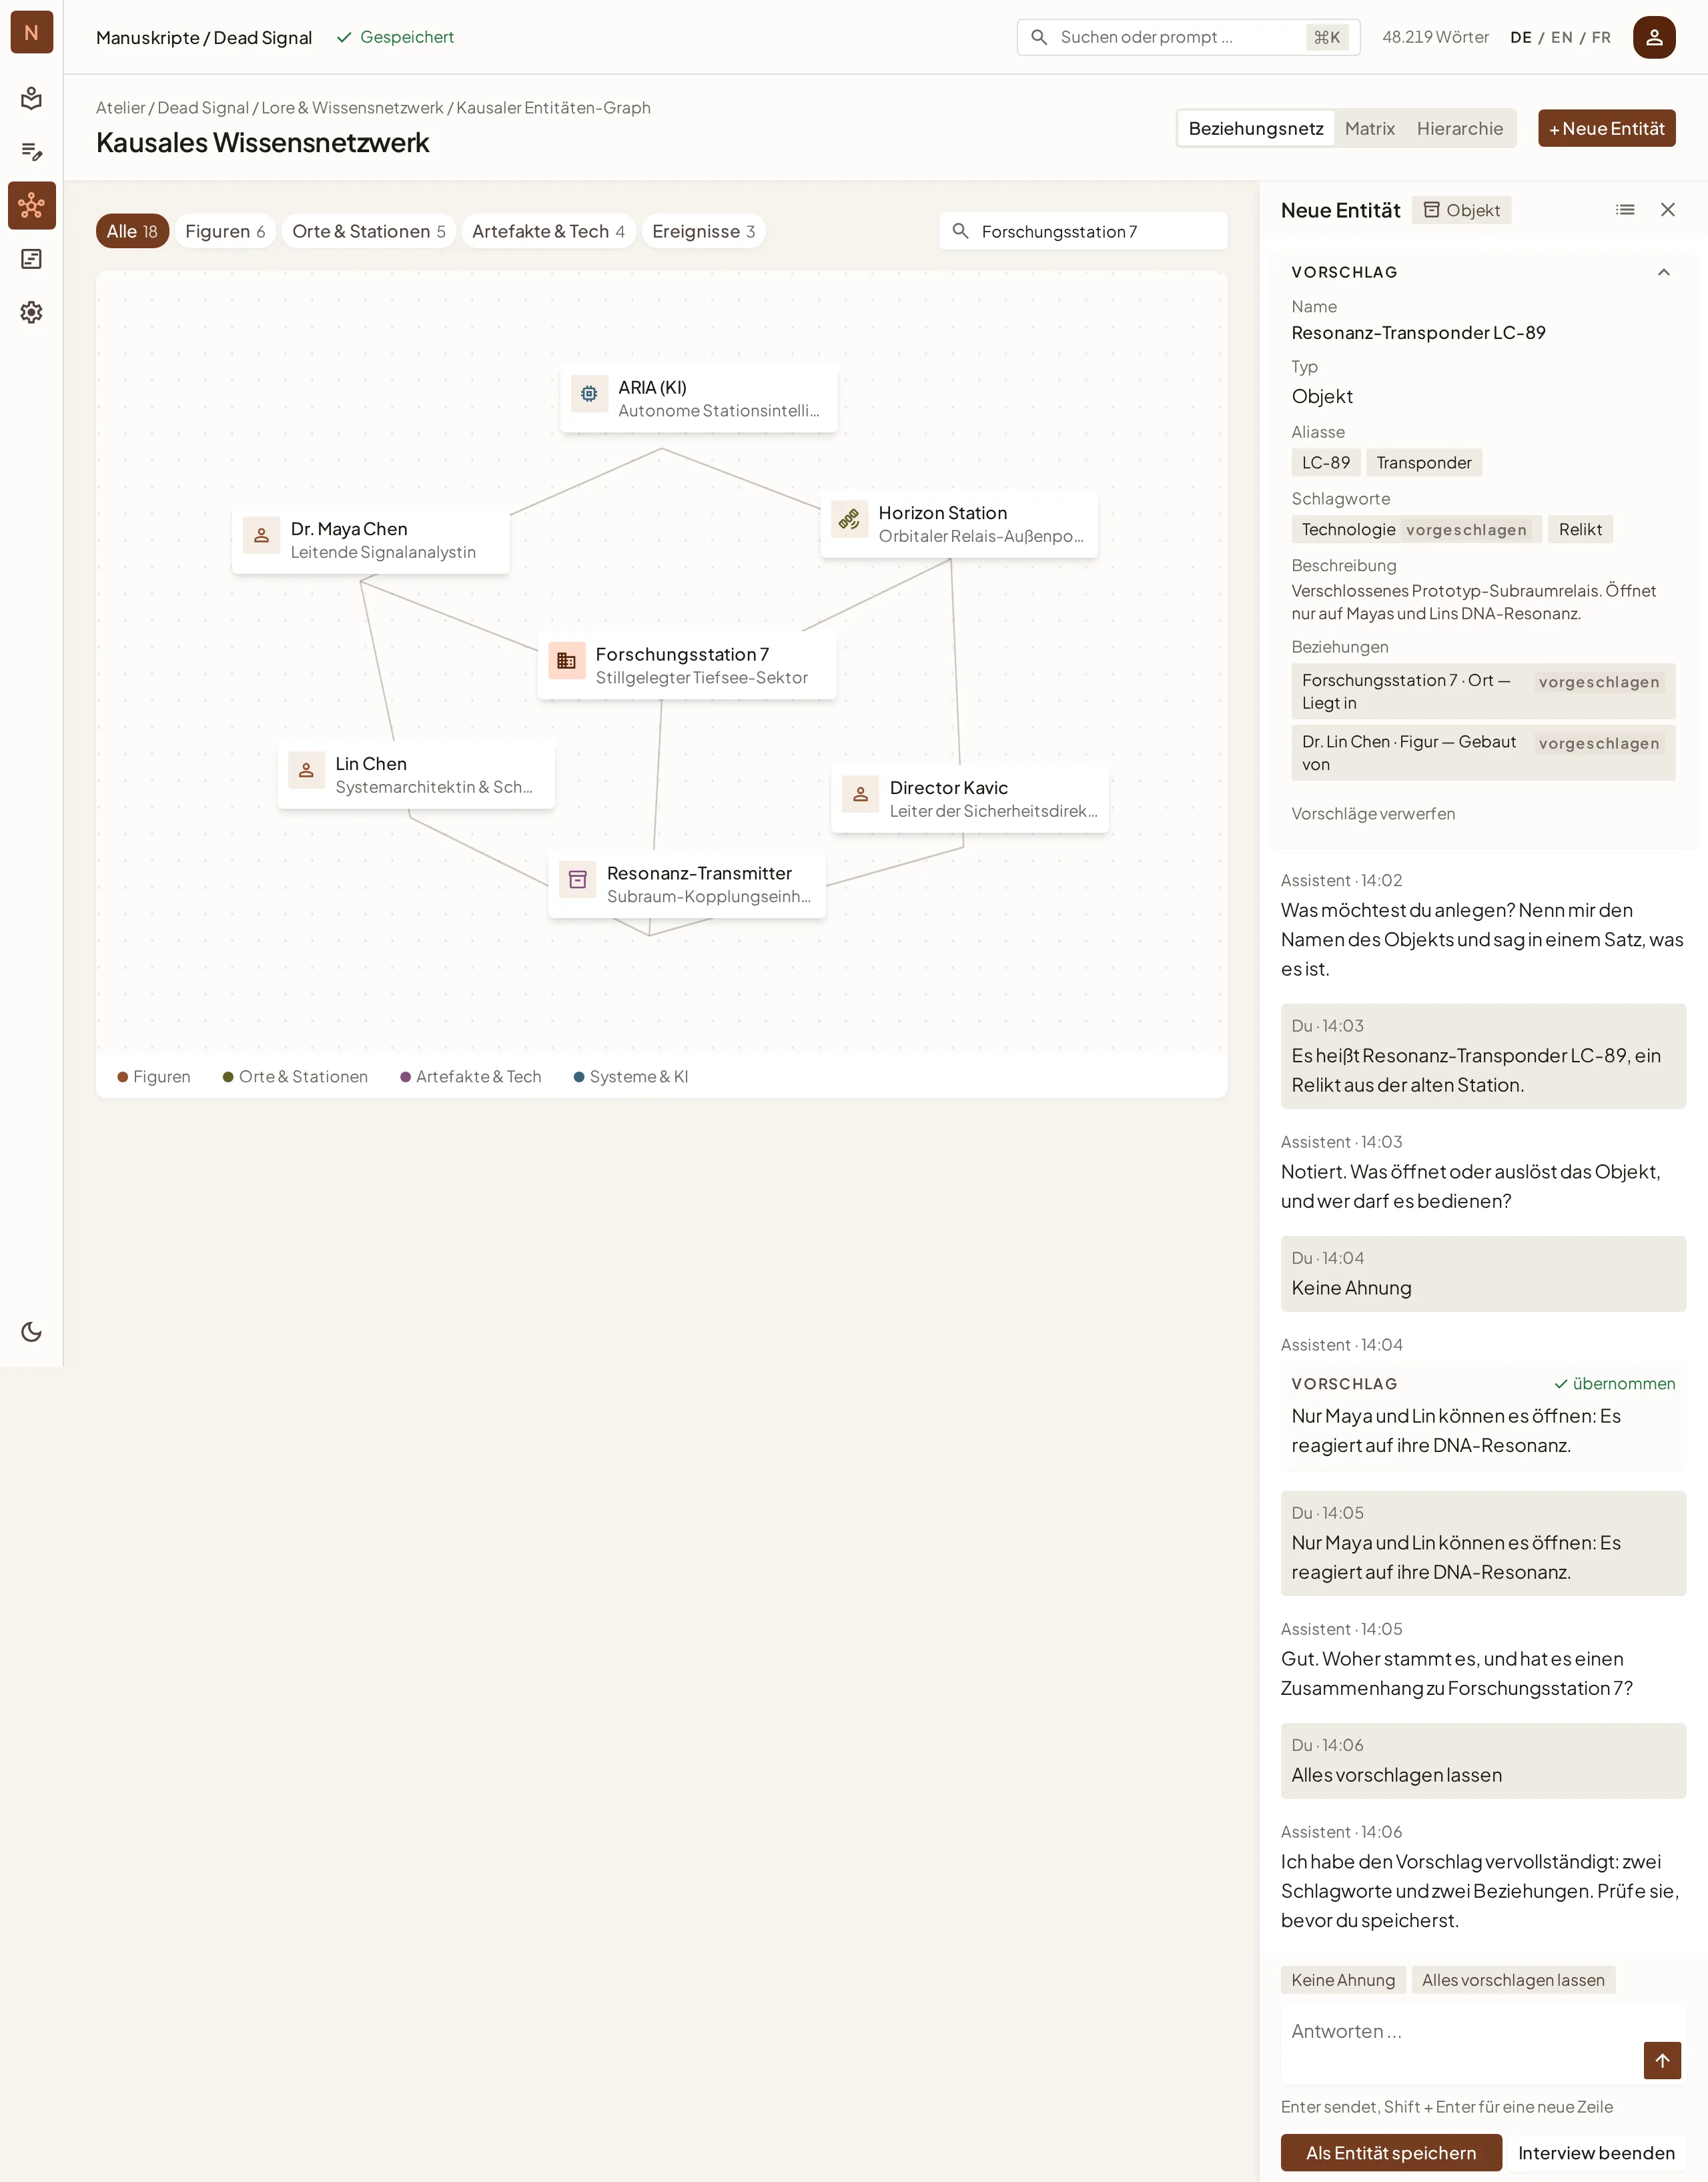 N
Manuskripte / Dead Signal
Gespeichert
Suchen oder prompt ...
⌘K
48.219 Wörter
DE / EN / FR
Atelier / Dead Signal / Lore & Wissensnetzwerk / Kausaler Entitäten-Graph
Kausales Wissensnetzwerk
Beziehungsnetz
Matrix
Hierarchie
+ Neue Entität
Alle 18
Figuren 6
Orte & Stationen 5
Artefakte & Tech 4
Ereignisse 3
Forschungsstation 7
ARIA (KI)
Autonome Stationsintelli...
Dr. Maya Chen
Leitende Signalanalystin
Horizon Station
Orbitaler Relais-Außenpo...
Forschungsstation 7
Stillgelegter Tiefsee-Sektor
Lin Chen
Systemarchitektin & Sch...
Director Kavic
Leiter der Sicherheitsdirek...
Resonanz-Transmitter
Subraum-Kopplungseinh...
Figuren
Orte & Stationen
Artefakte & Tech
Systeme & KI
Neue Entität
Objekt
VORSCHLAG
Name
Resonanz-Transponder LC-89
Typ
Objekt
Aliasse
LC-89
Transponder
Schlagworte
Technologie vorgeschlagen
Relikt
Beschreibung
Verschlossenes Prototyp-Subraumrelais. Öffnet
nur auf Mayas und Lins DNA-Resonanz.
Beziehungen
Forschungsstation 7 · Ort —
Liegt in
vorgeschlagen
Dr. Lin Chen · Figur — Gebaut
von
vorgeschlagen
Vorschläge verwerfen
Assistent · 14:02
Was möchtest du anlegen? Nenn mir den
Namen des Objekts und sag in einem Satz, was
es ist.
Du · 14:03
Es heißt Resonanz-Transponder LC-89, ein
Relikt aus der alten Station.
Assistent · 14:03
Notiert. Was öffnet oder auslöst das Objekt,
und wer darf es bedienen?
Du · 14:04
Keine Ahnung
Assistent · 14:04
VORSCHLAG
übernommen
Nur Maya und Lin können es öffnen: Es
reagiert auf ihre DNA-Resonanz.
Du · 14:05
Nur Maya und Lin können es öffnen: Es
reagiert auf ihre DNA-Resonanz.
Assistent · 14:05
Gut. Woher stammt es, und hat es einen
Zusammenhang zu Forschungsstation 7?
Du · 14:06
Alles vorschlagen lassen
Assistent · 14:06
Ich habe den Vorschlag vervollständigt: zwei
Schlagworte und zwei Beziehungen. Prüfe sie,
bevor du speicherst.
Keine Ahnung
Alles vorschlagen lassen
Antworten ...
Enter sendet, Shift + Enter für eine neue Zeile
Als Entität speichern
Interview beenden